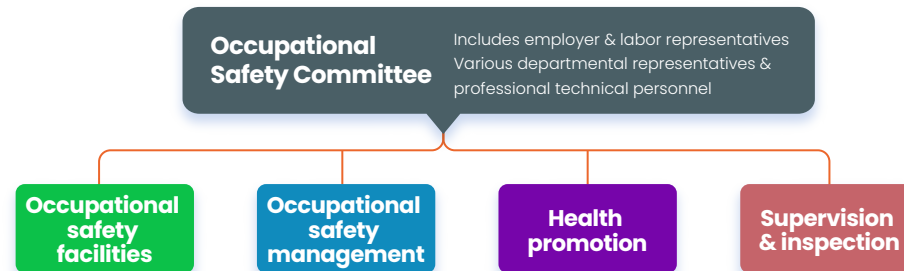 Occupational
Safety Committee
Includes employer & labor representatives
Various departmental representatives &
professional technical personnel
Occupational
safety
facilities
Occupational
safety
management
Health
promotion
Supervision
& inspection